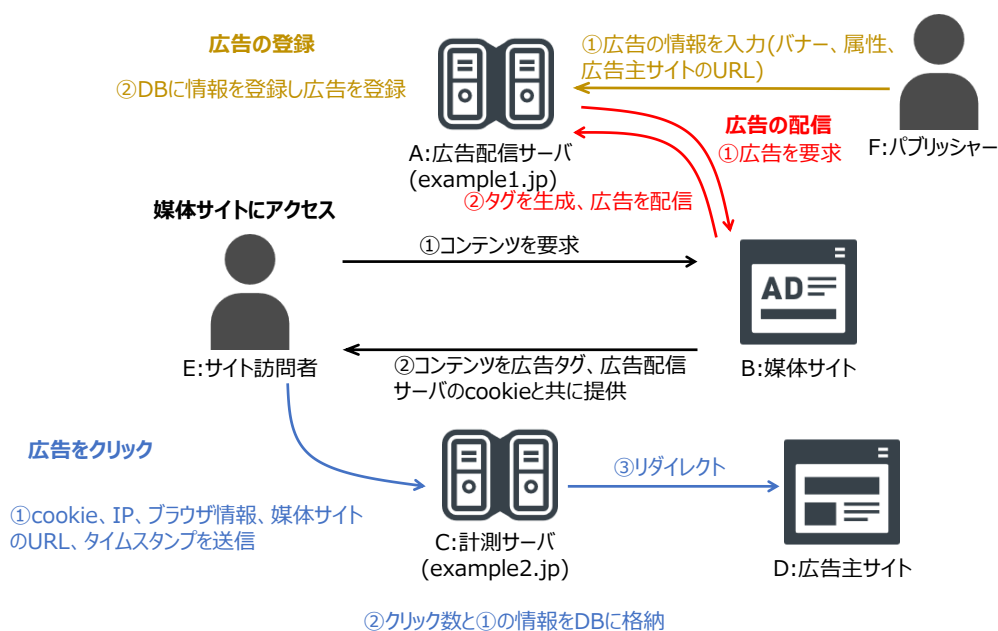 広告の登録
②DBに情報を登録し広告を登録
①広告の情報を入力(バナー、属性、
広告主サイトのURL)
A:広告配信サーバ
(example1.jp)
広告の配信
①広告を要求
②タグを生成、広告を配信
F:パブリッシャー
媒体サイトにアクセス
①コンテンツを要求
AD
E:サイト訪問者
②コンテンツを広告タグ、広告配信
サーバのcookieと共に提供
B:媒体サイト
広告をクリック
①cookie、IP、ブラウザ情報、媒体サイト
のURL、タイムスタンプを送信
③リダイレクト
C:計測サーバ
(example2.jp)
D:広告主サイト
②クリック数と①の情報をDBに格納